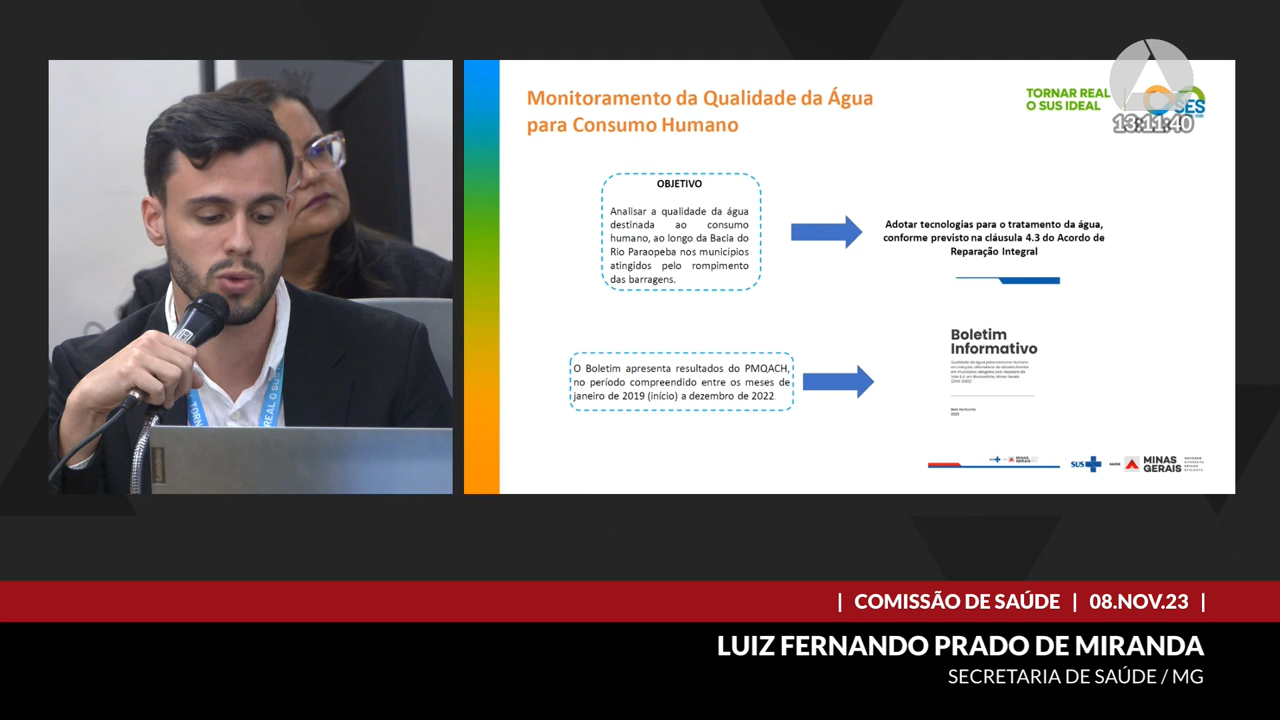 Monitoramento da Qualidade da Água
para Consumo Humano
TORNAR REAL
O SUS IDEAL
SES
13:11:40
OBJETIVO
Analisar a qualidade da água
destinada ao consumo
humano, ao longo da Bacia do
Rio Paraopeba nos municípios
atingidos pelo rompimento
das barragens.
Adotar tecnologias para o tratamento da água,
conforme previsto na cláusula 4.3 do Acordo de
Reparação Integral
O Boletim apresenta resultados do PMQACH,
no período compreendido entre os meses de
janeiro de 2019 (início) a dezembro de 2022.
Boletim
Informativo
SUS
SAÚDE
MINAS
GERAIS
TORN
REAL O SU
Lenovo
| COMISSÃO DE SAÚDE | 08.NOV.23 |
LUIZ FERNANDO PRADO DE MIRANDA
SECRETARIA DE SAÚDE / MG